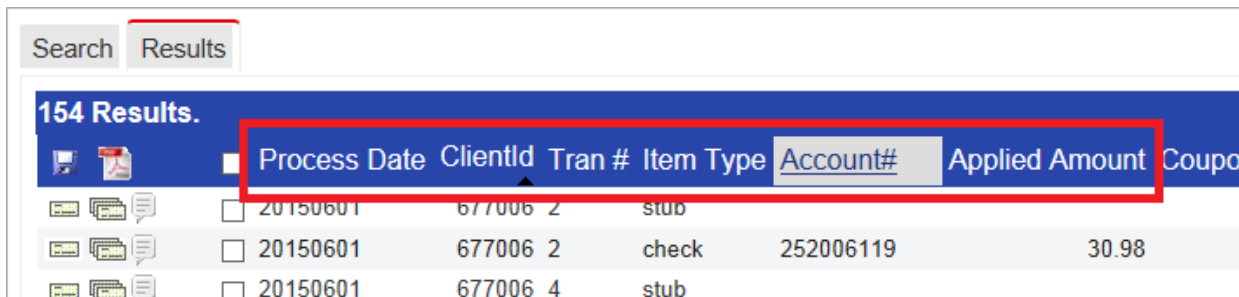 Search Results
154 Results.
Process Date ClientId Tran # Item Type Account# Applied Amount Coupo
20150601 677006 2 stub
20150601 677006 2 check 252006119 30.98
20150601 677006 4 stub